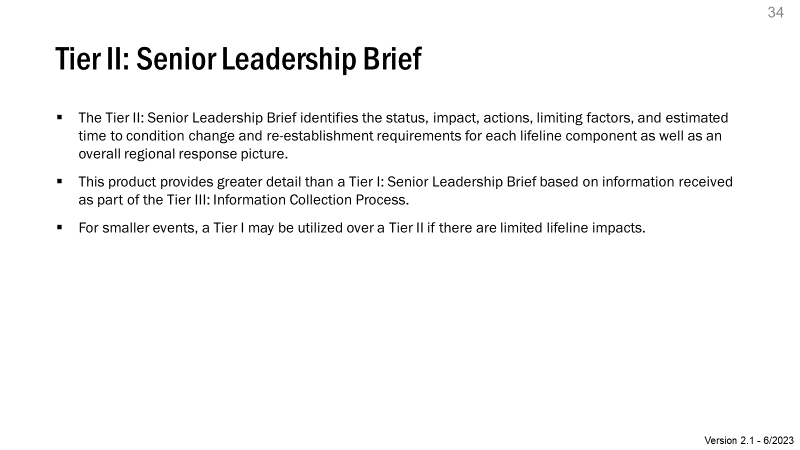 34
Tier II: Senior Leadership Brief
▪ The Tier II: Senior Leadership Brief identifies the status, impact, actions, limiting factors, and estimated
time to condition change and re-establishment requirements for each lifeline component as well as an
overall regional response picture.
▪ This product provides greater detail than a Tier I: Senior Leadership Brief based on information received
as part of the Tier III: Information Collection Process.
▪ For smaller events, a Tier I may be utilized over a Tier II if there are limited lifeline impacts.
Version 2.1 - 6/2023